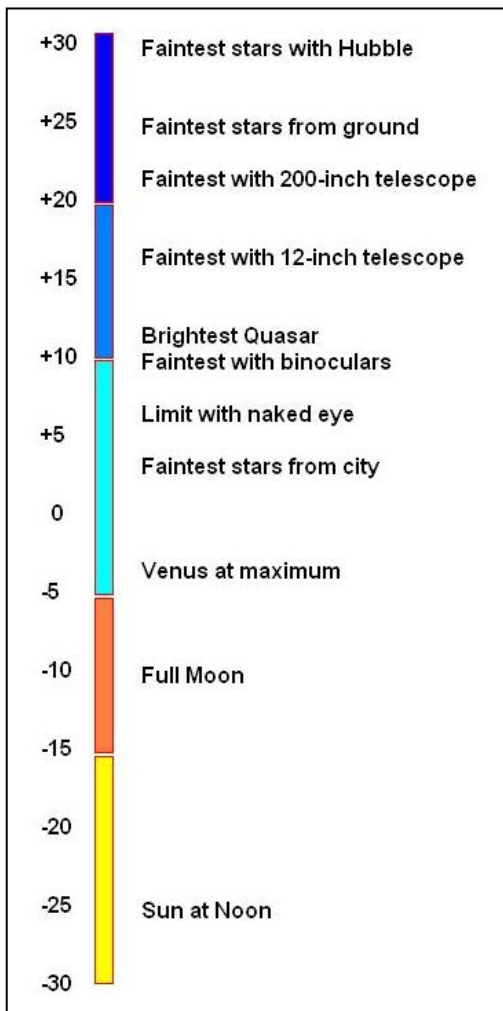 +30 Faintest stars with Hubble
+25 Faintest stars from ground
Faintest with 200-inch telescope
+20
Faintest with 12-inch telescope
+15
Brightest Quasar
+10 Faintest with binoculars
Limit with naked eye
+5
Faintest stars from city
0
Venus at maximum
-5
-10 Full Moon
-15
-20
-25 Sun at Noon
-30